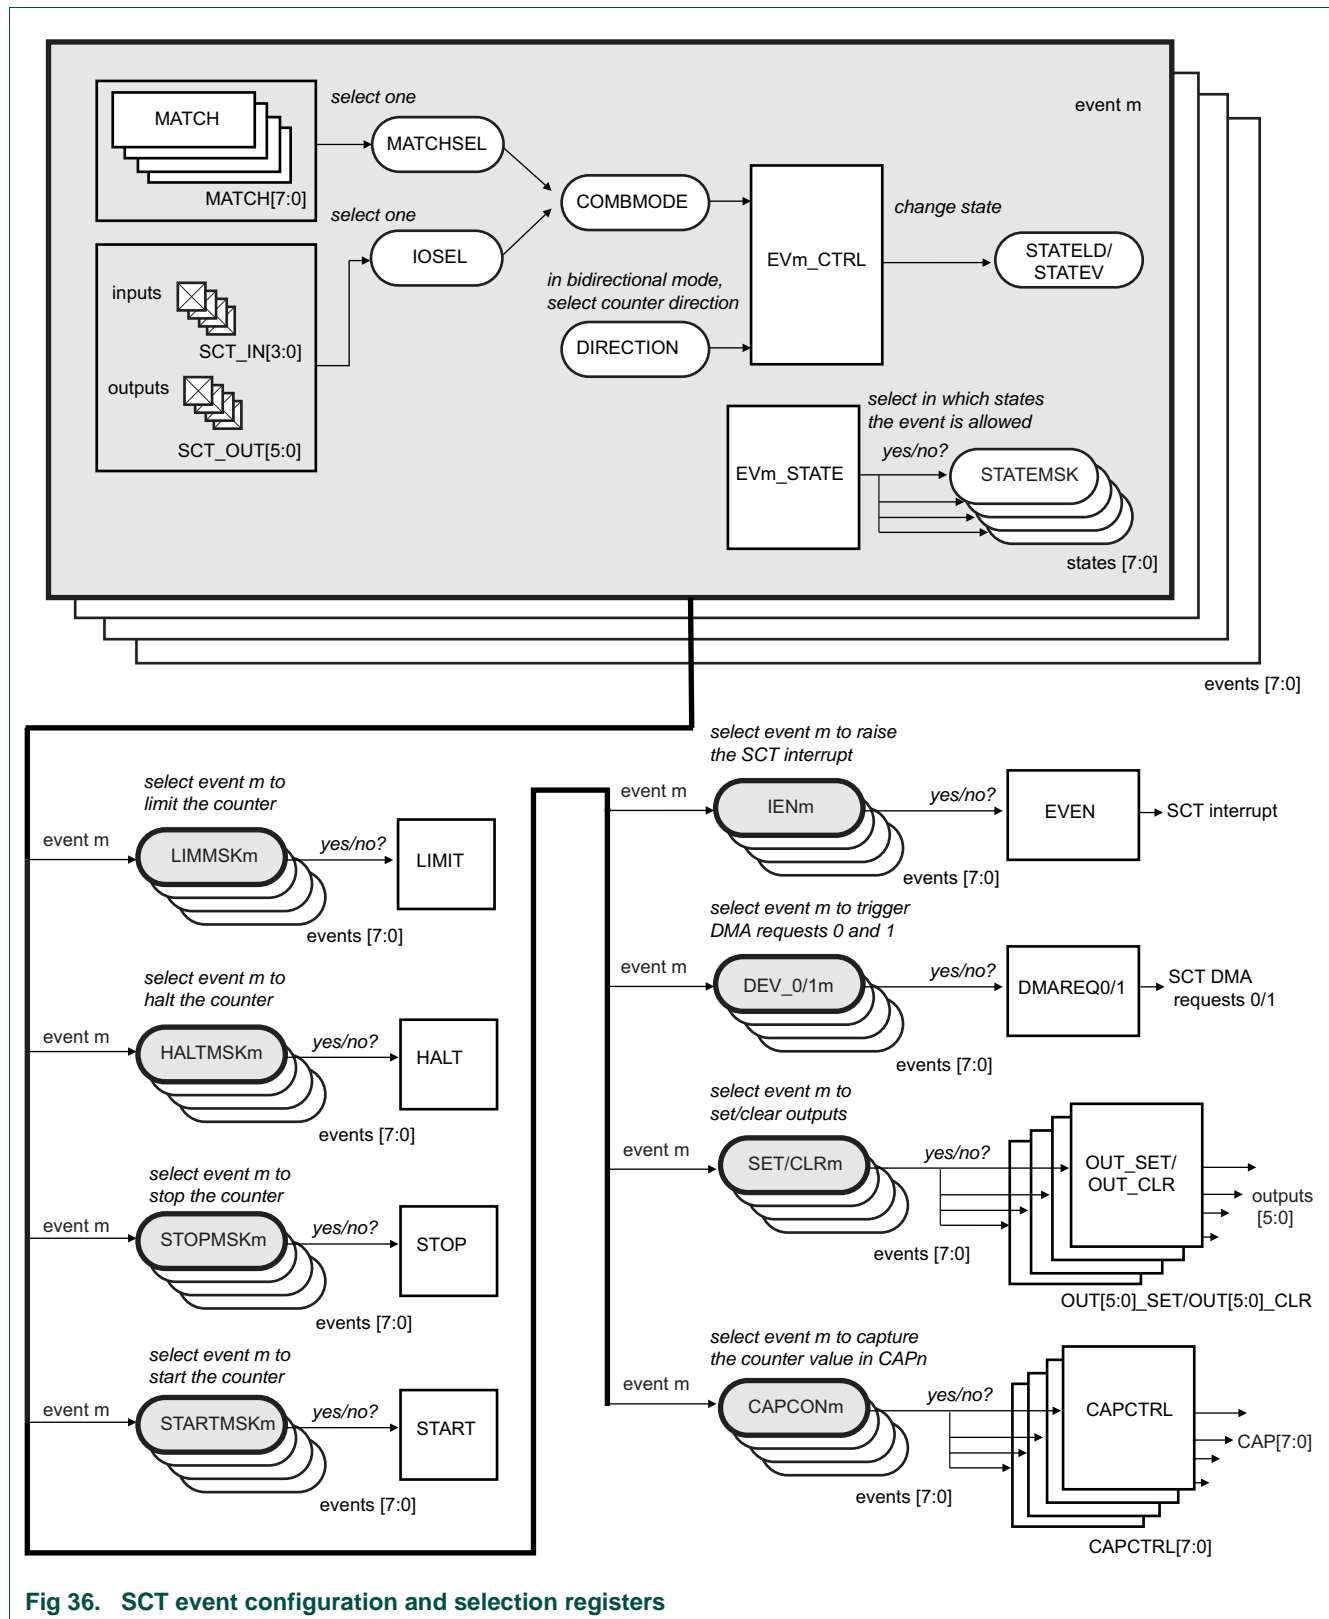 event m
select one
MATCH
MATCHSEL
MATCH[7:0]
select one
COMBMODE
change state
IOSEL
EVm_CTRL
STATELD/
STATEV
inputs
SCT_IN[3:0]
in bidirectional mode,
select counter direction
DIRECTION
outputs
SCT_OUT[5:0]
select in which states
the event is allowed
yes/no?
EVm_STATE
STATEMSK
states [7:0]
events [7:0]
select event m to
limit the counter
event m
LIMMSKm
yes/no?
LIMIT
events [7:0]
select event m to
halt the counter
event m
HALTMSKm
yes/no?
HALT
events [7:0]
select event m to
stop the counter
event m
STOPMSKm
yes/no?
STOP
events [7:0]
select event m to
start the counter
event m
STARTMSKm
yes/no?
START
events [7:0]
select event m to raise
the SCT interrupt
event m
IENm
yes/no?
EVEN
SCT interrupt
events [7:0]
select event m to trigger
DMA requests 0 and 1
event m
DEV_0/1m
yes/no?
DMAREQ0/1
SCT DMA
requests 0/1
events [7:0]
select event m to
set/clear outputs
event m
SET/CLRm
yes/no?
OUT_SET/
OUT_CLR
outputs
[5:0]
events [7:0]
OUT[5:0]_SET/OUT[5:0]_CLR
select event m to capture
the counter value in CAPn
event m
CAPCONm
yes/no?
CAPCTRL
CAP[7:0]
events [7:0]
CAPCTRL[7:0]
Fig 36. SCT event configuration and selection registers